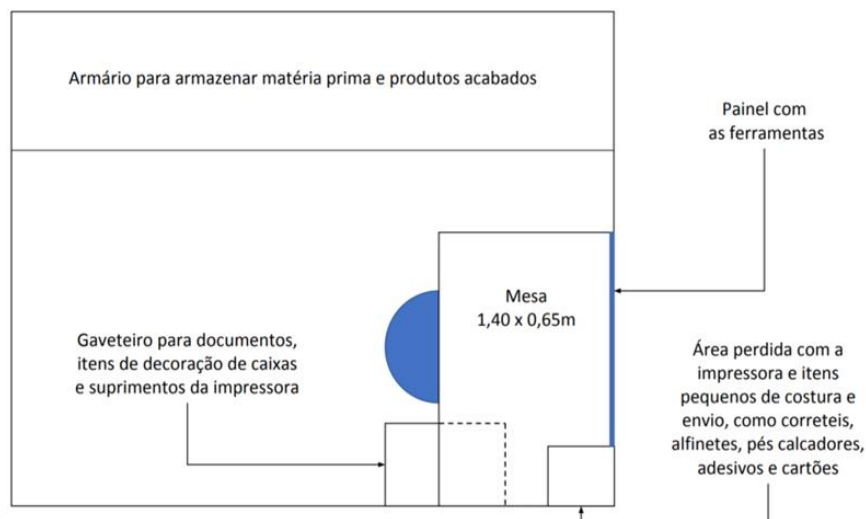 Armário para armazenar matéria prima e produtos acabados
Painel com
as ferramentas
Mesa
1,40 x 0,65m
Gaveteiro para documentos,
itens de decoração de caixas
e suprimentos da impressora
Área perdida com a
impressora e itens
pequenos de costura e
envio, como correteis,
alfinetes, pés calcadores,
adesivos e cartões